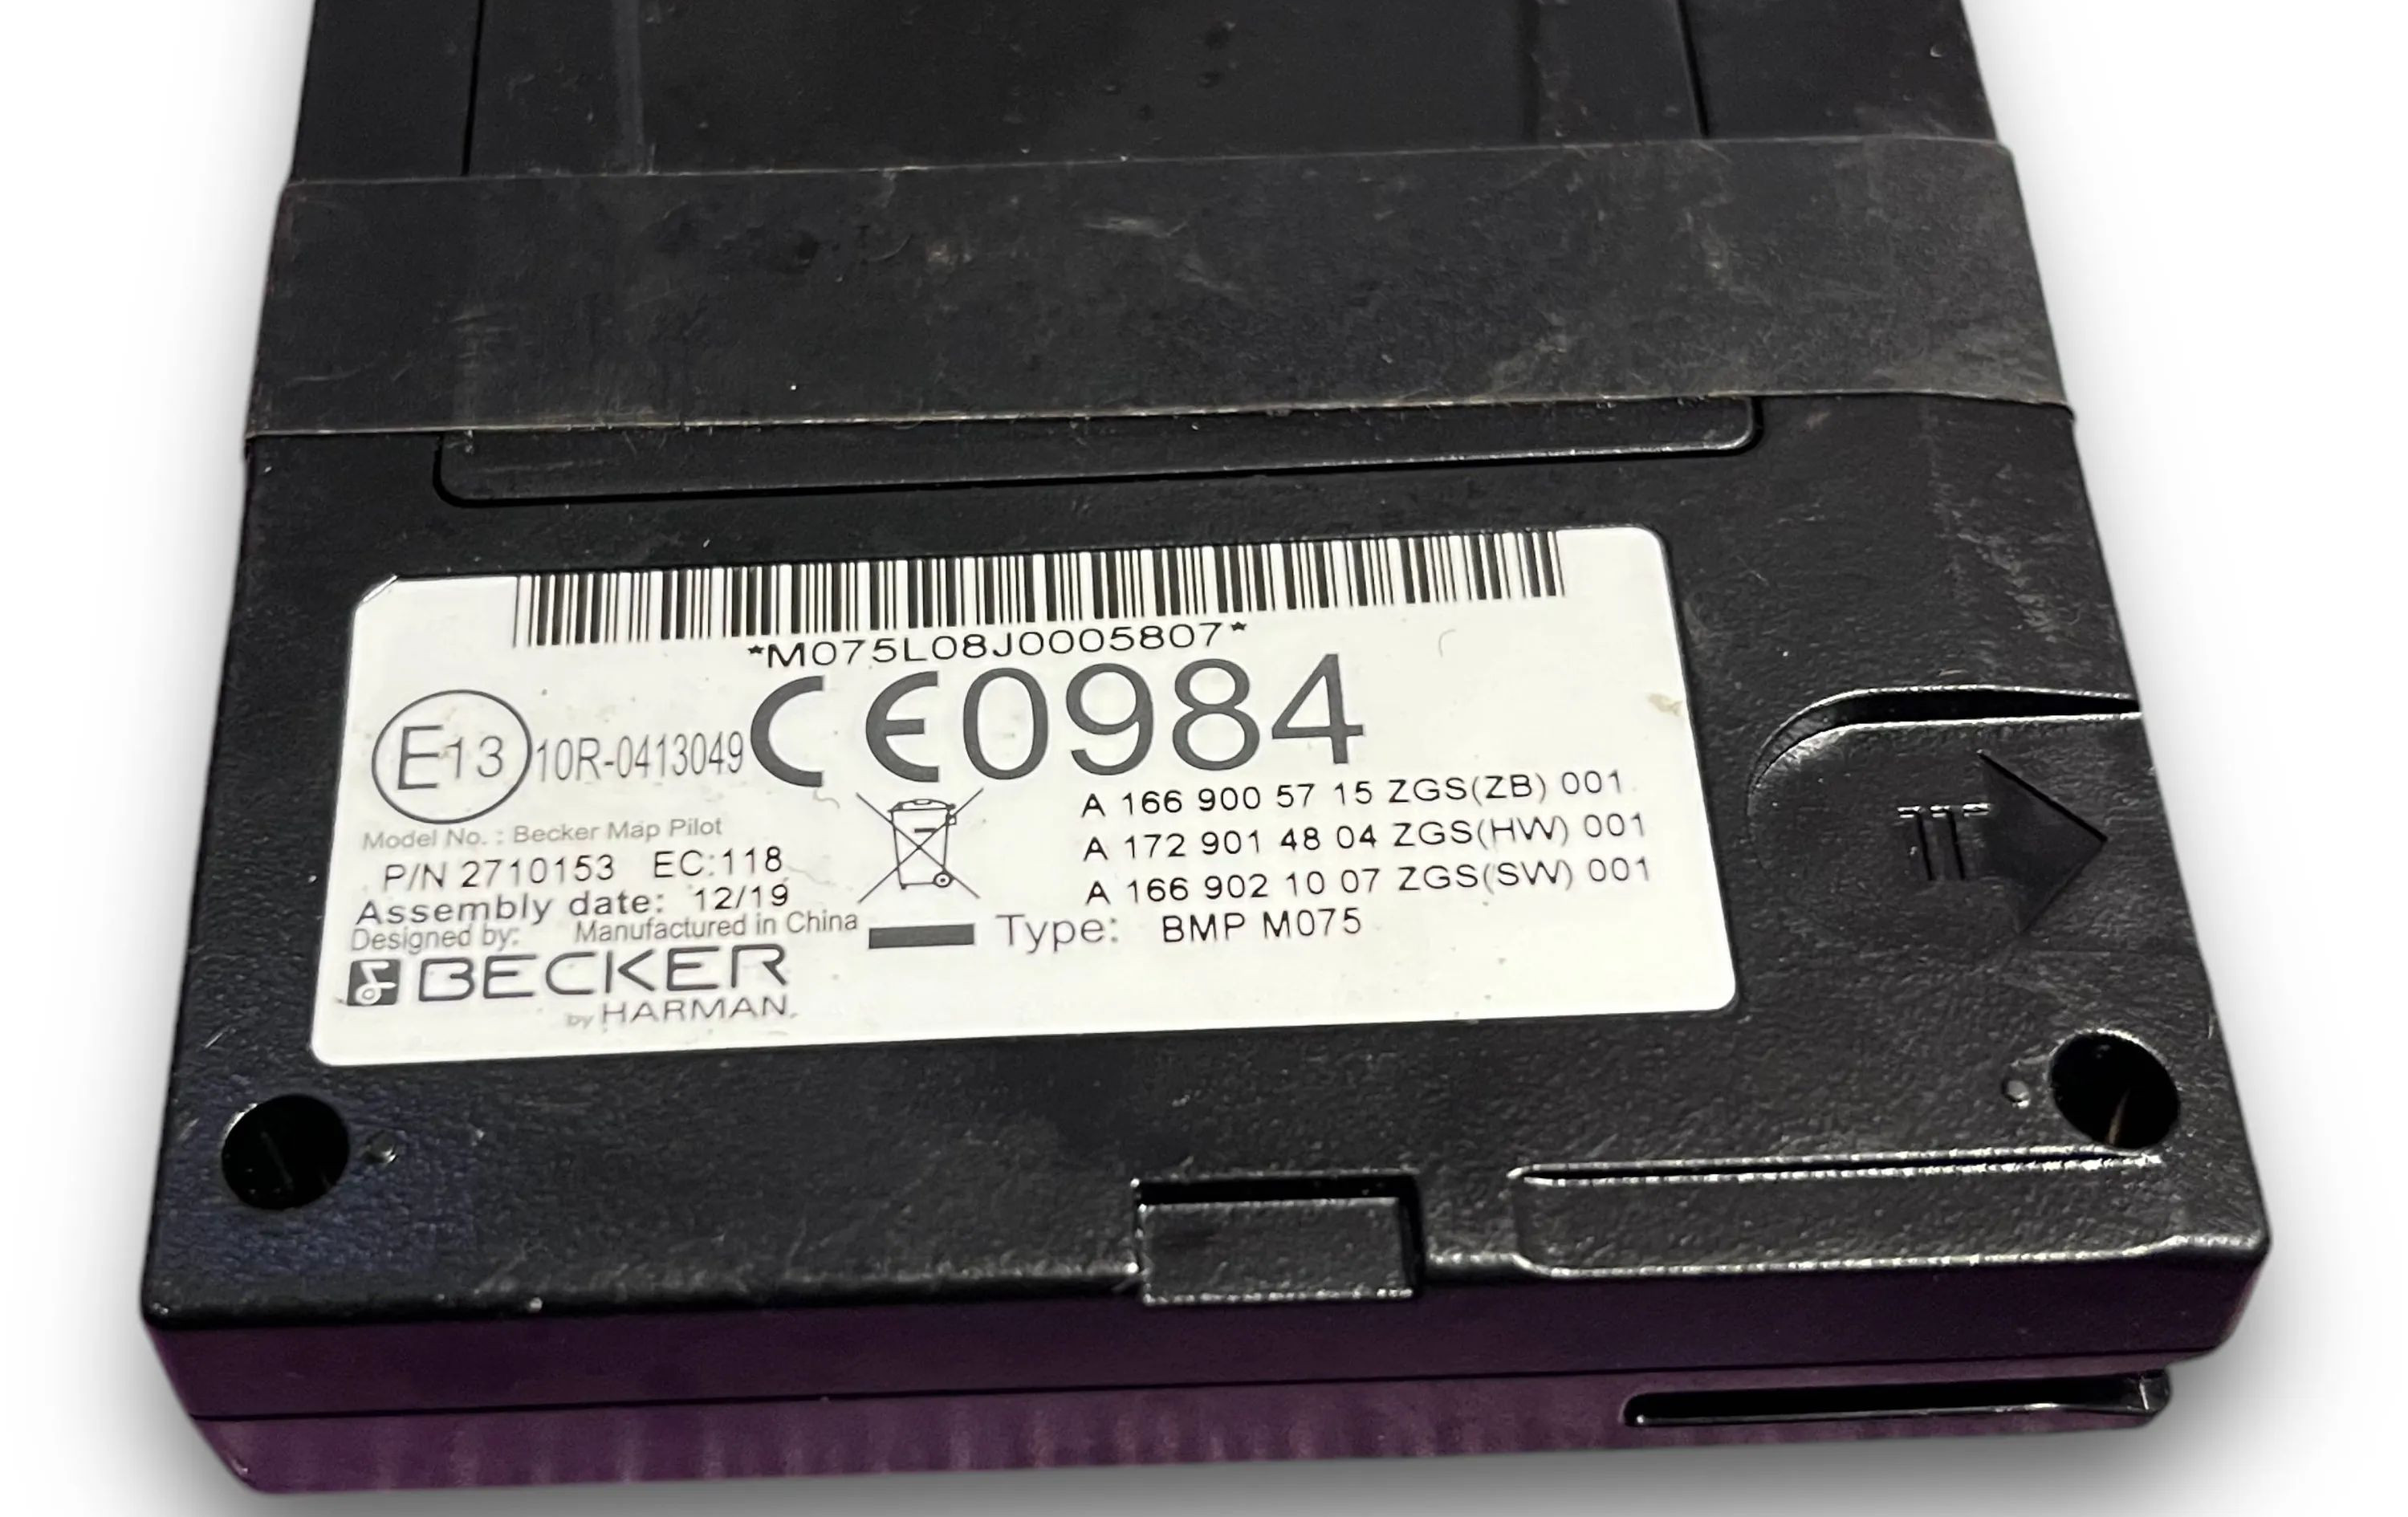 *M075L08J0005807*
E13 10R-0413049 CE0984
Model No. : Becker Map Pilot
P/N 2710153 EC:118
Assembly date: 12/19
Designed by: Manufactured in China
BECKER
by HARMAN
A 166 900 57 15 ZGS(ZB) 001
A 172 901 48 04 ZGS(HW) 001
A 166 902 10 07 ZGS(SW) 001
Type: BMP M075